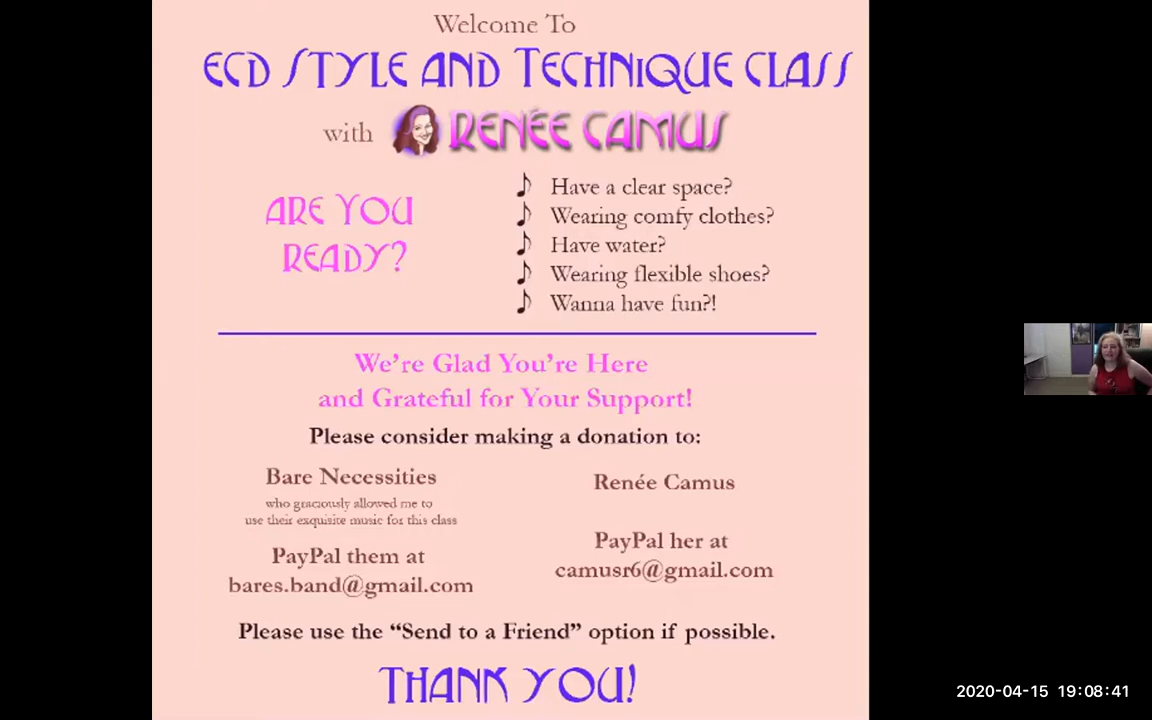 Welcome To
ECD STYLE AND TECHNIQUE CLASS
with RENÉE CAMUS
ARE YOU
READY?
♪ Have a clear space?
♪ Wearing comfy clothes?
♪ Have water?
♪ Wearing flexible shoes?
♪ Wanna have fun?!
We're Glad You're Here
and Grateful for Your Support!
Please consider making a donation to:
Bare Necessities
who graciously allowed me to
use their exquisite music for this class
PayPal them at
bares.band@gmail.com
Renée Camus
PayPal her at
camusr6@gmail.com
Please use the “Send to a Friend” option if possible.
THANK YOU!
2020-04-15 19:08:41